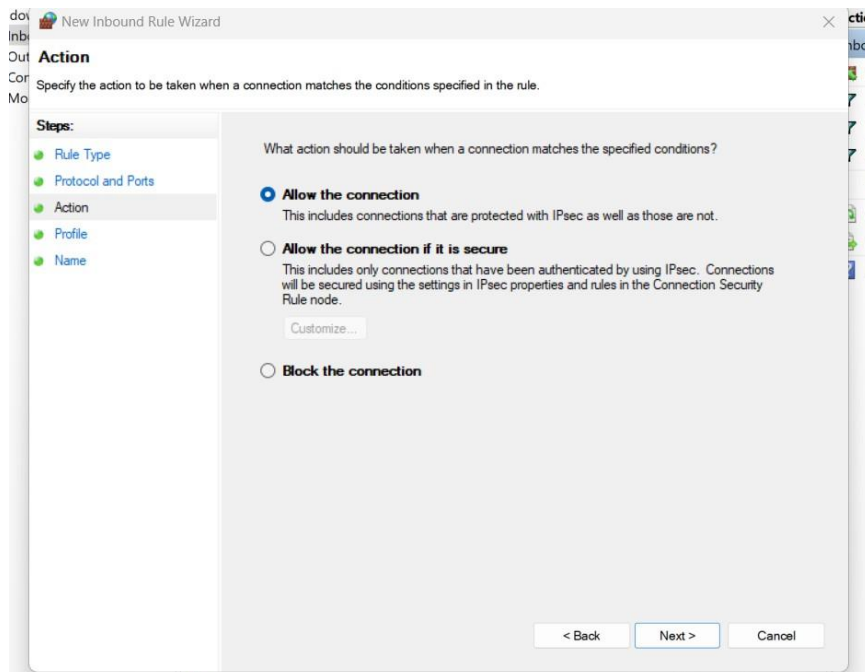 New Inbound Rule Wizard
Action
Specify the action to be taken when a connection matches the conditions specified in the rule.
Steps:
Rule Type
Protocol and Ports
Action
Profile
Name
What action should be taken when a connection matches the specified conditions?
Allow the connection
This includes connections that are protected with IPsec as well as those are not.
Allow the connection if it is secure
This includes only connections that have been authenticated by using IPsec. Connections
will be secured using the settings in IPsec properties and rules in the Connection Security
Rule node.
Customize...
Block the connection
< Back
Next >
Cancel